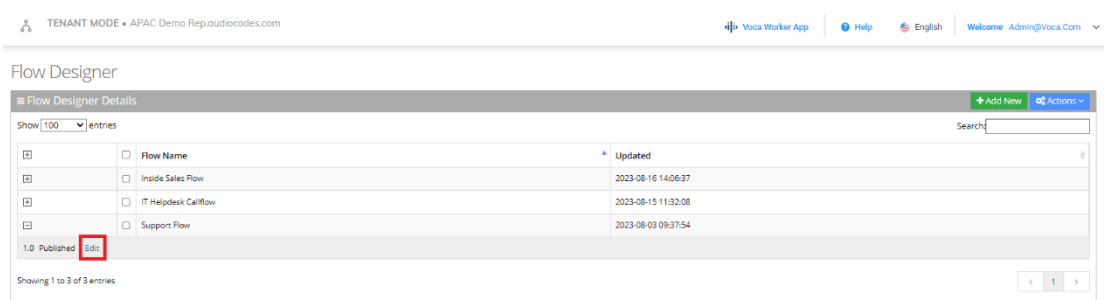 TENANT MODE • APAC Demo Rep.audiocodes.com
Voca Worker App
Help
English
Welcome Admin@Voca.Com
Flow Designer
Flow Designer Details
Add New
Actions
Show 100 entries
Search:
Flow Name Updated
Inside Sales Flow 2023-08-16 14:06:37
IT Helpdesk Callflow 2023-08-15 11:32:08
Support Flow 2023-08-03 09:37:54
1.0 Published Edit
Showing 1 to 3 of 3 entries
1